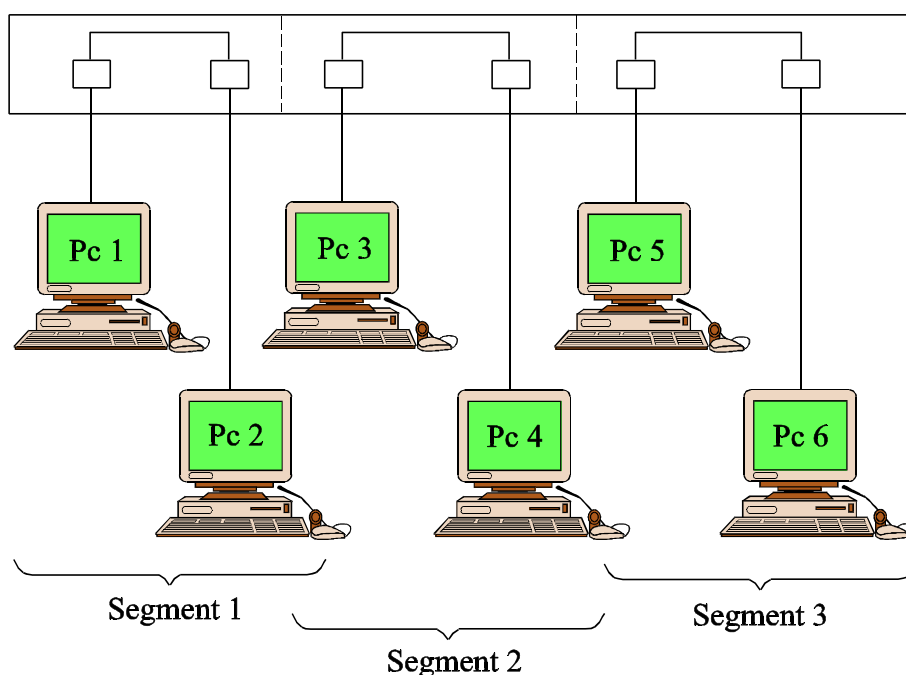 Pc 1
Pc 3
Pc 5
Pc 2
Pc 4
Pc 6
Segment 1
Segment 3
Segment 2